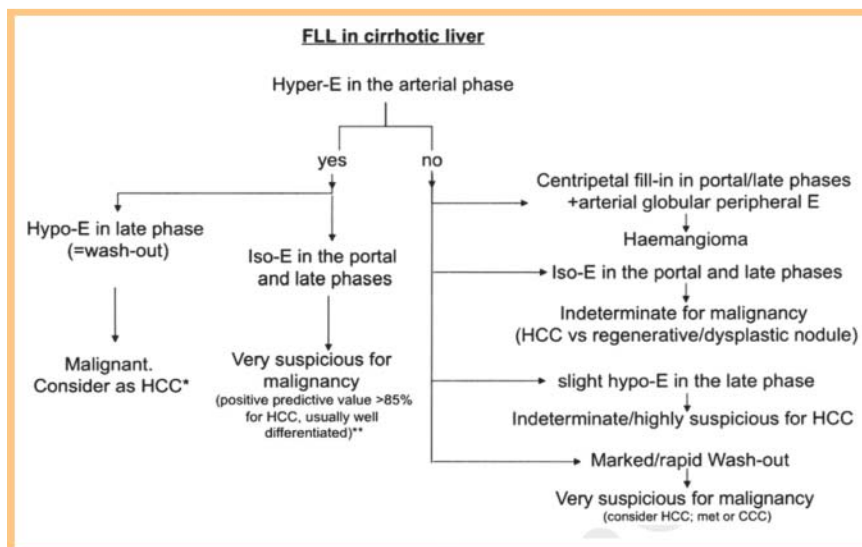 FLL in cirrhotic liver
Hyper-E in the arterial phase
yes
no
Hypo-E in late phase
(=wash-out)
Malignant.
Consider as HCC*
Iso-E in the portal
and late phases
Very suspicious for
malignancy
(positive predictive value >85%
for HCC, usually well
differentiated)**
Centripetal fill-in in portal/late phases
+arterial globular peripheral E
Haemangioma
Iso-E in the portal and late phases
Indeterminate for malignancy
(HCC vs regenerative/dysplastic nodule)
slight hypo-E in the late phase
Indeterminate/highly suspicious for HCC
Marked/rapid Wash-out
Very suspicious for malignancy
(consider HCC; met or CCC)